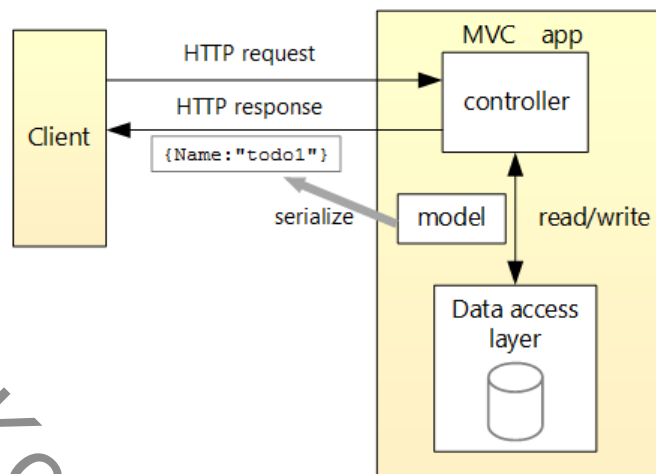 MVC app
HTTP request
controller
HTTP response
Client
{Name:"todo1"}
serialize
model
read/write
Data access
layer